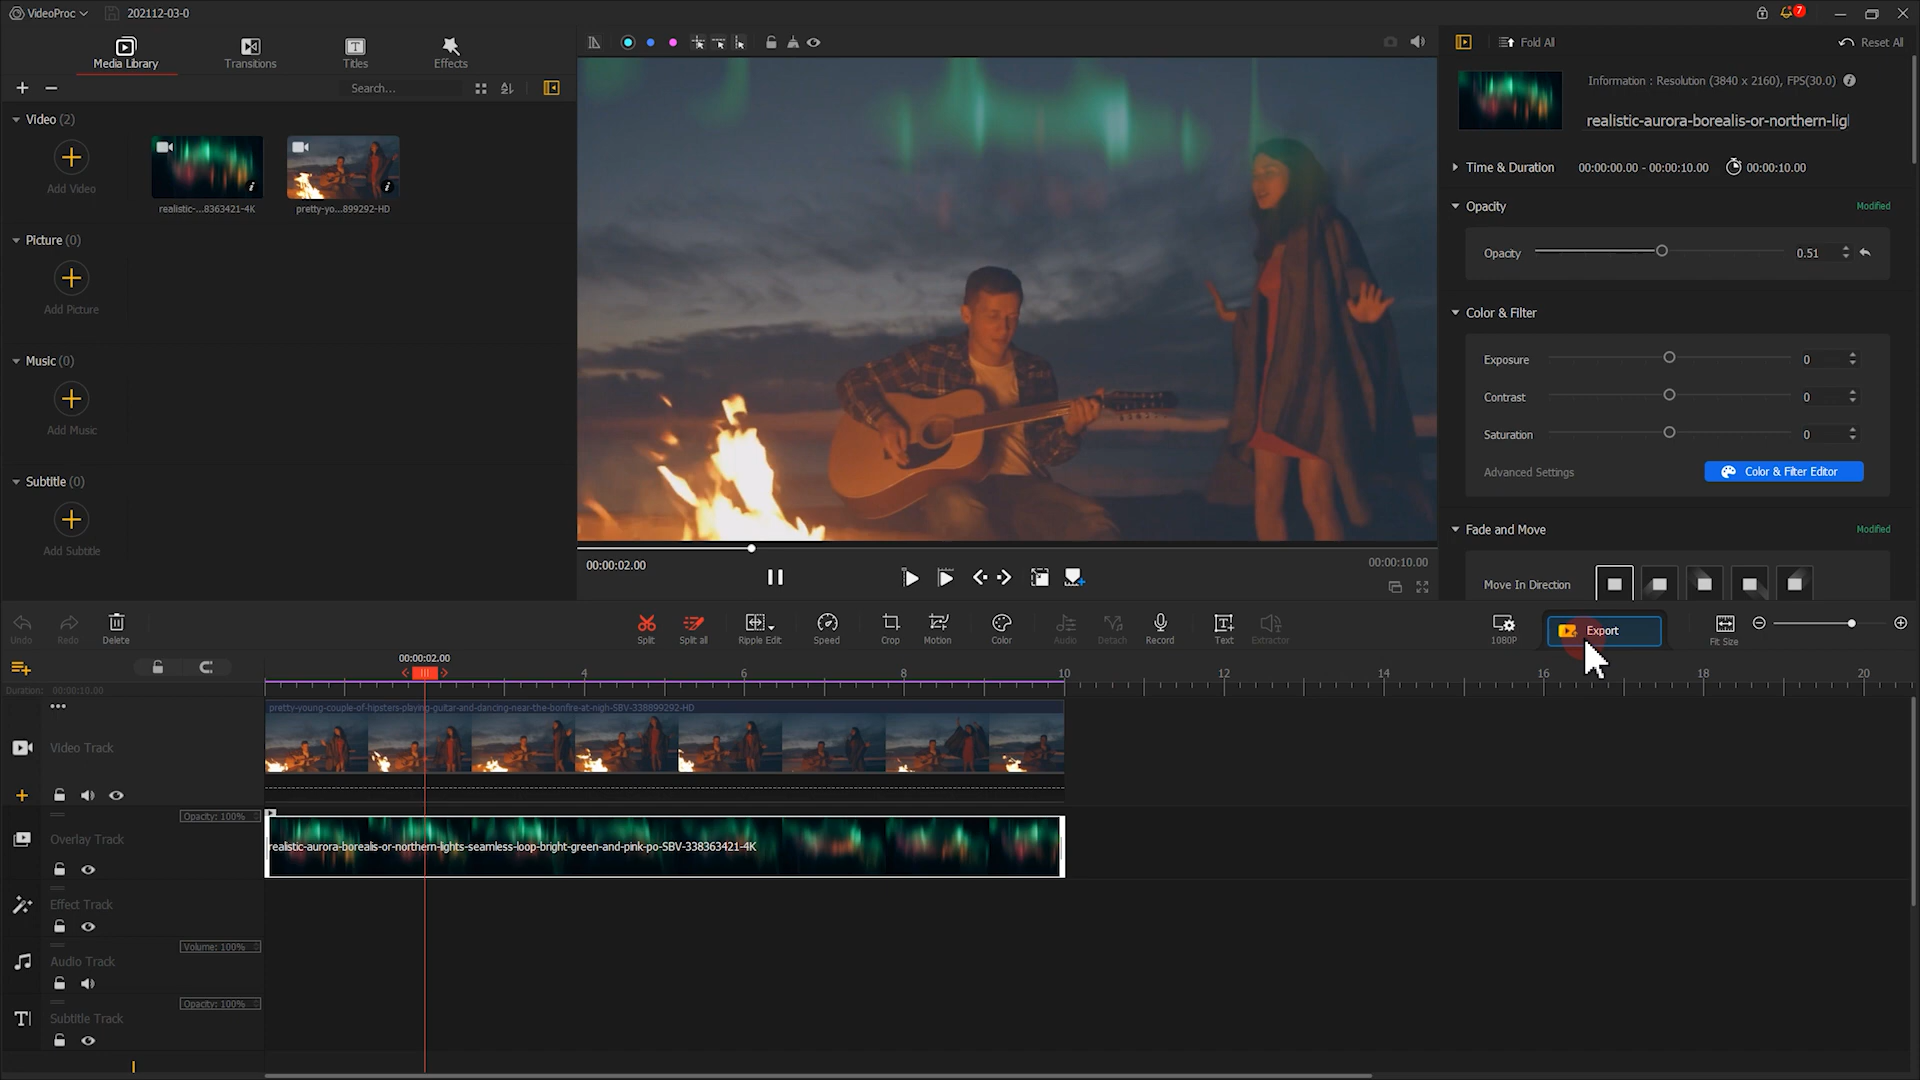 VideoProc
202112-03-0
7
Media Library
Transitions
Titles
Effects
Fold All
Reset All
Search...
Information : Resolution (3840 x 2160), FPS(30.0)
realistic-aurora-borealis-or-northern-lig
Video (2)
Add Video
realistic-...8363421-4K
pretty-yo...899292-HD
Time & Duration
00:00:00.00 - 00:00:10.00
00:00:10.00
Opacity
Modified
Opacity
0.51
Picture (0)
Add Picture
Color & Filter
Exposure
0
Contrast
0
Saturation
0
Advanced Settings
Color & Filter Editor
Music (0)
Add Music
Subtitle (0)
Add Subtitle
Fade and Move
Modified
Move In Direction
00:00:02.00
00:00:10.00
Undo
Redo
Delete
Split
Split all
Ripple Edit
Speed
Crop
Motion
Color
Audio
Detach
Record
Text
Extractor
1080P
Export
Fit Size
00:00:02.00
4
6
8
10
12
14
16
18
20
Duration:
00:00:10.00
pretty-young-couple-of-hipsters-playing-guitar-and-dancing-near-the-bonfire-at-nigh-SBV-338899292-HD
Video Track
Opacity: 100%
Overlay Track
realistic-aurora-borealis-or-northern-lights-seamless-loop-bright-green-and-pink-po-SBV-338363421-4K
Effect Track
Volume: 100%
Audio Track
Opacity: 100%
Subtitle Track